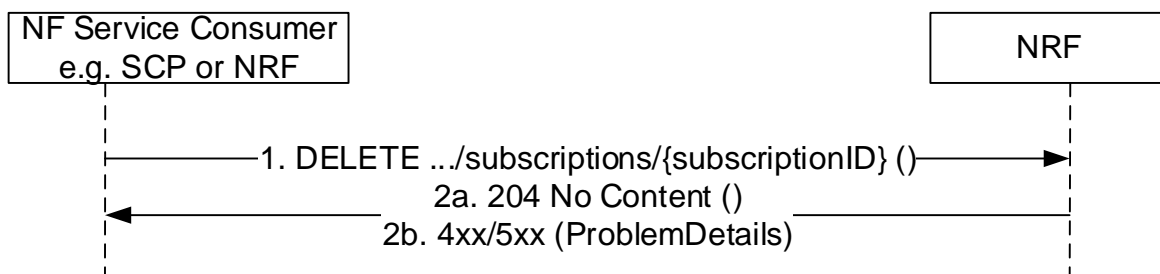 NF Service Consumer
e.g. SCP or NRF
NRF
1. DELETE .../subscriptions/{subscriptionID} ()
2a. 204 No Content ()
2b. 4xx/5xx (ProblemDetails)